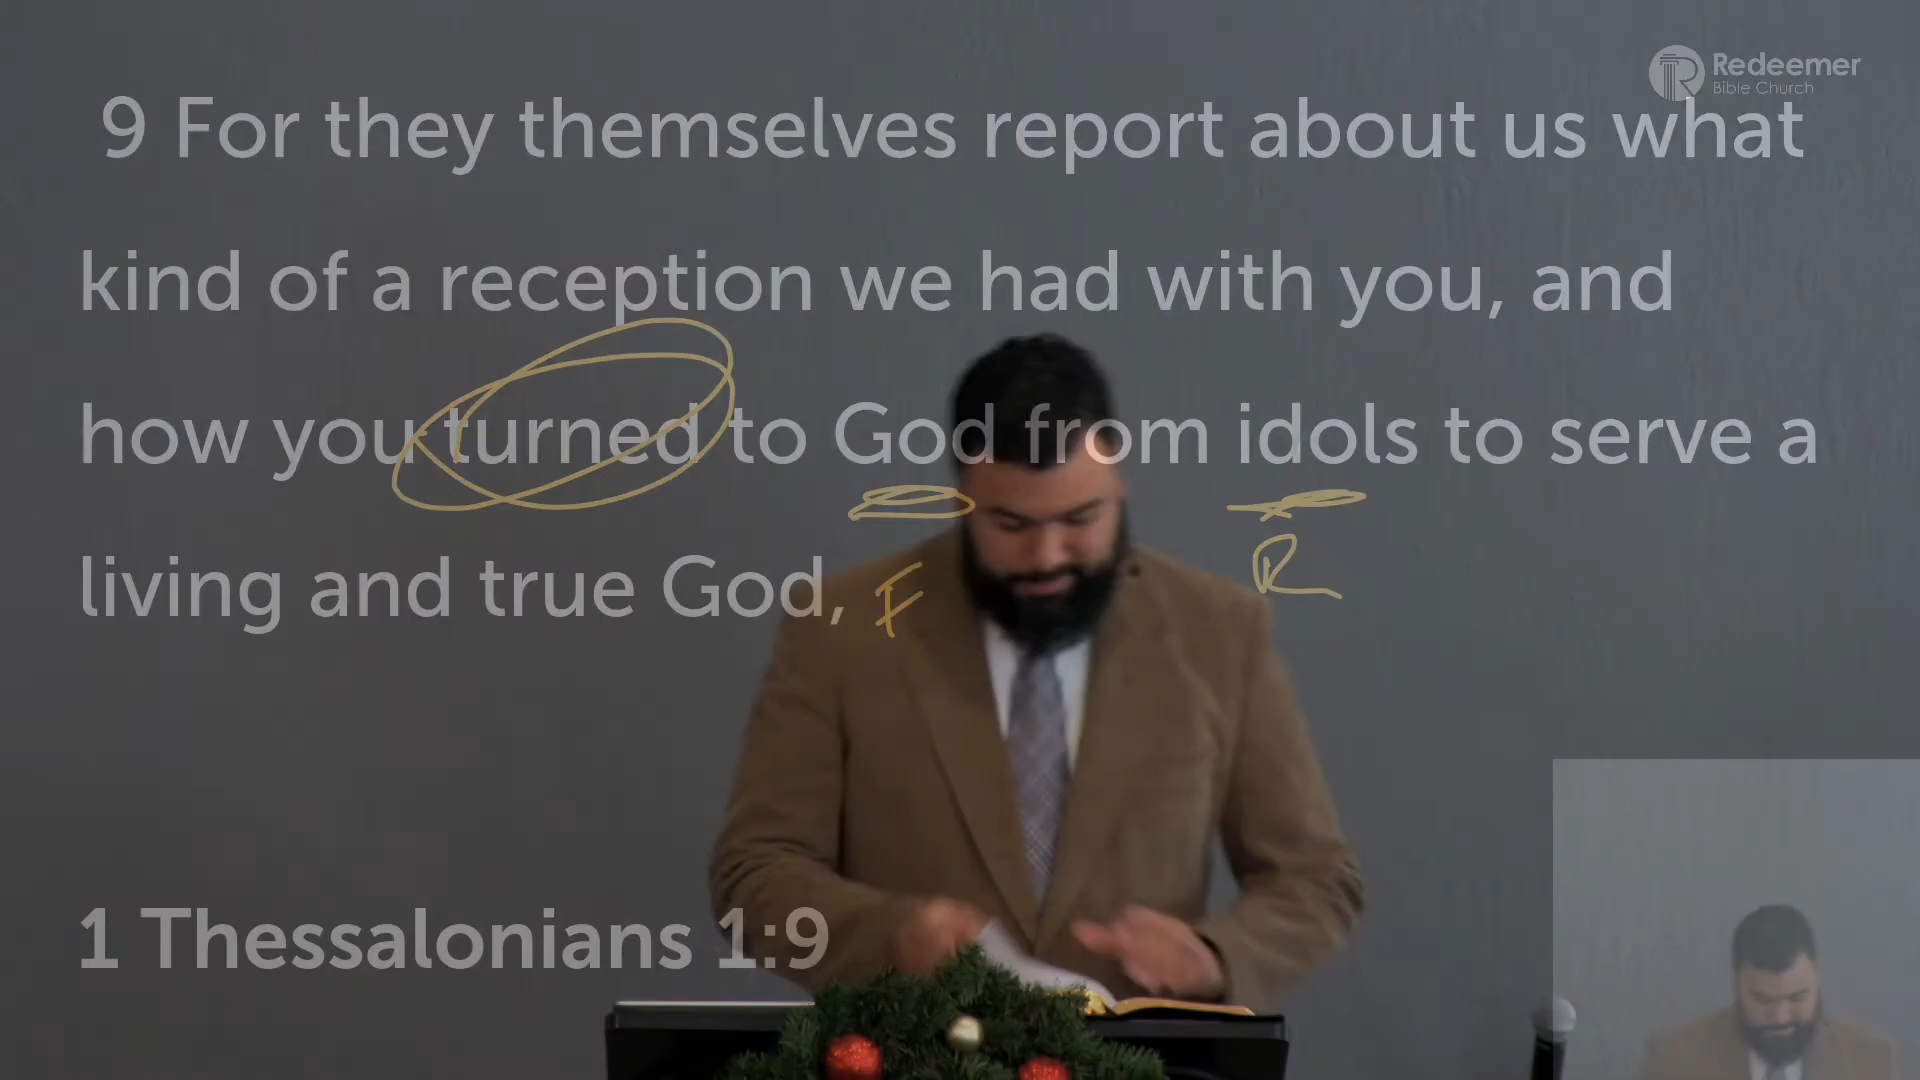 Redeemer
Bible Church
9 For they themselves report about us what
kind of a reception we had with you, and
how you turned to God from idols to serve a
living and true God,
F
R
1 Thessalonians 1:9